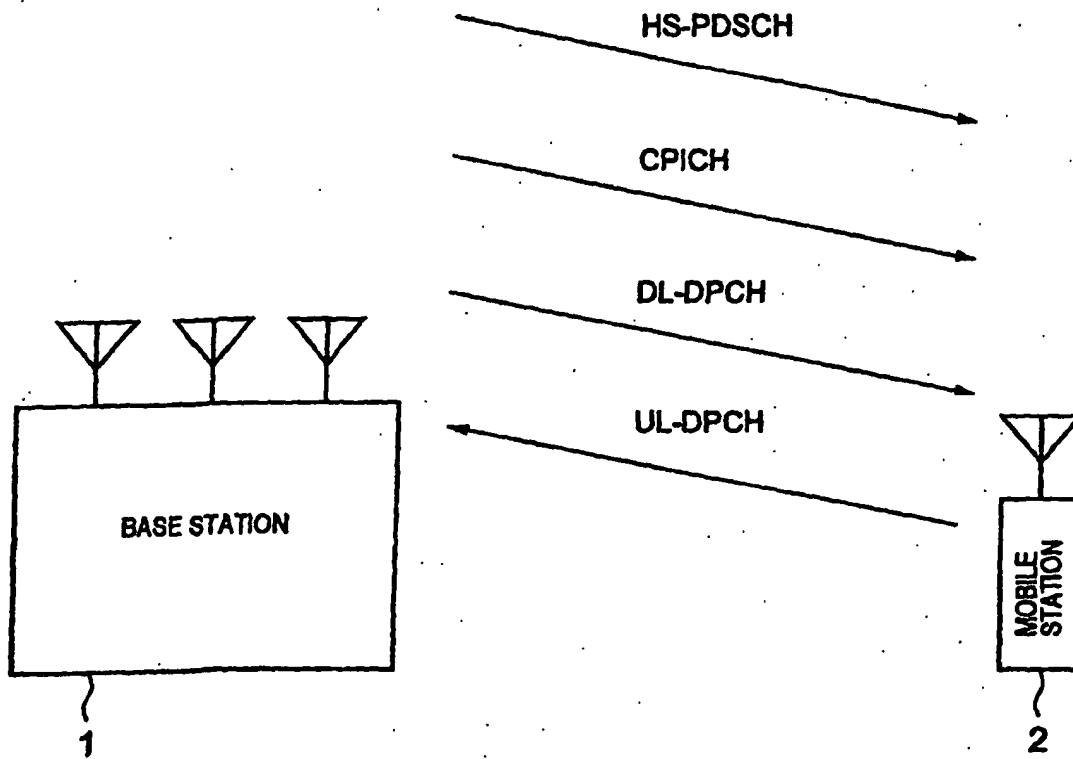 HS-PDSCH
CPICH
DL-DPCH
UL-DPCH
BASE STATION
MOBILE
STATION
1
2